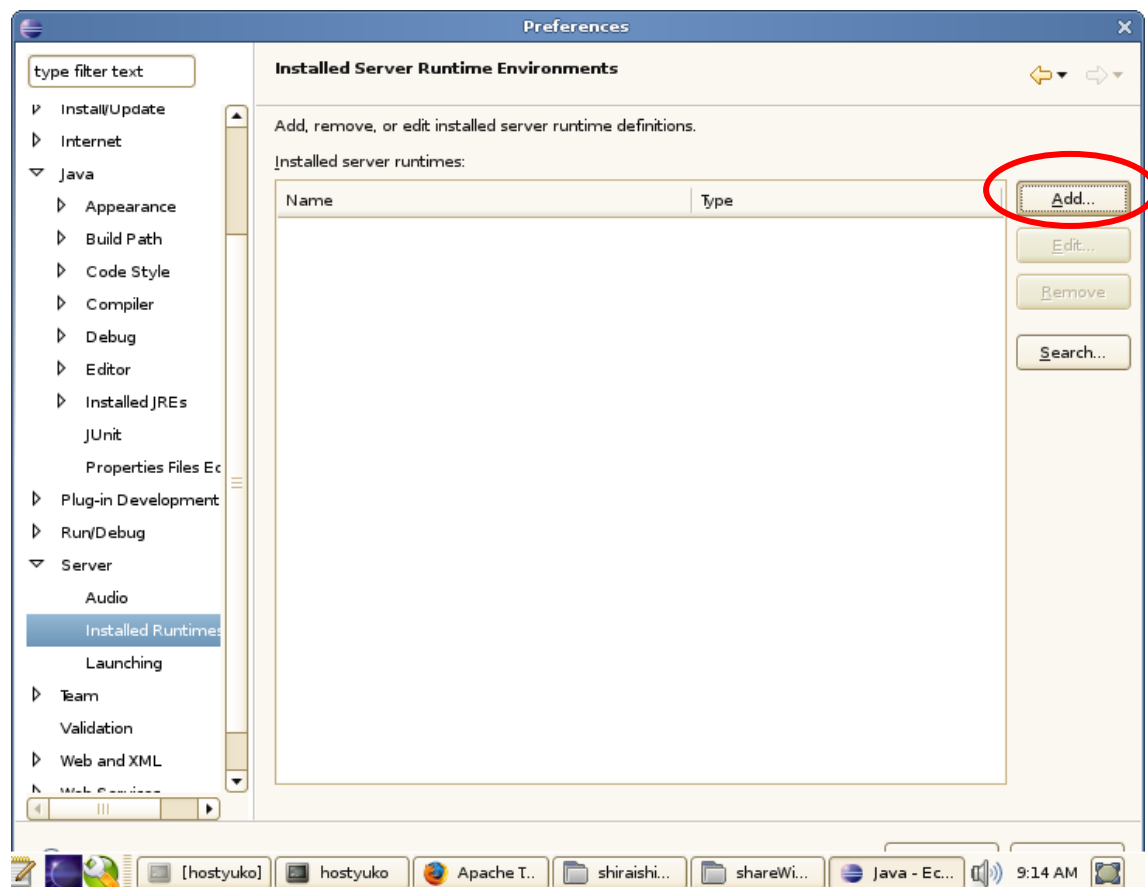 Preferences
type filter text
Installed Server Runtime Environments
Install/Update
Internet
Java
Appearance
Build Path
Code Style
Compiler
Debug
Editor
Installed JREs
JUnit
Properties Files Ec
Plug-in Development
Run/Debug
Server
Audio
Installed Runtimes
Launching
Team
Validation
Web and XML
Web Services
Add, remove, or edit installed server runtime definitions.
Installed server runtimes:
Name Type
Add...
Edit...
Remove
Search...
[hostyuko] hostyuko Apache T.. shiraishi... shareWi... Java - Ec... 9:14 AM